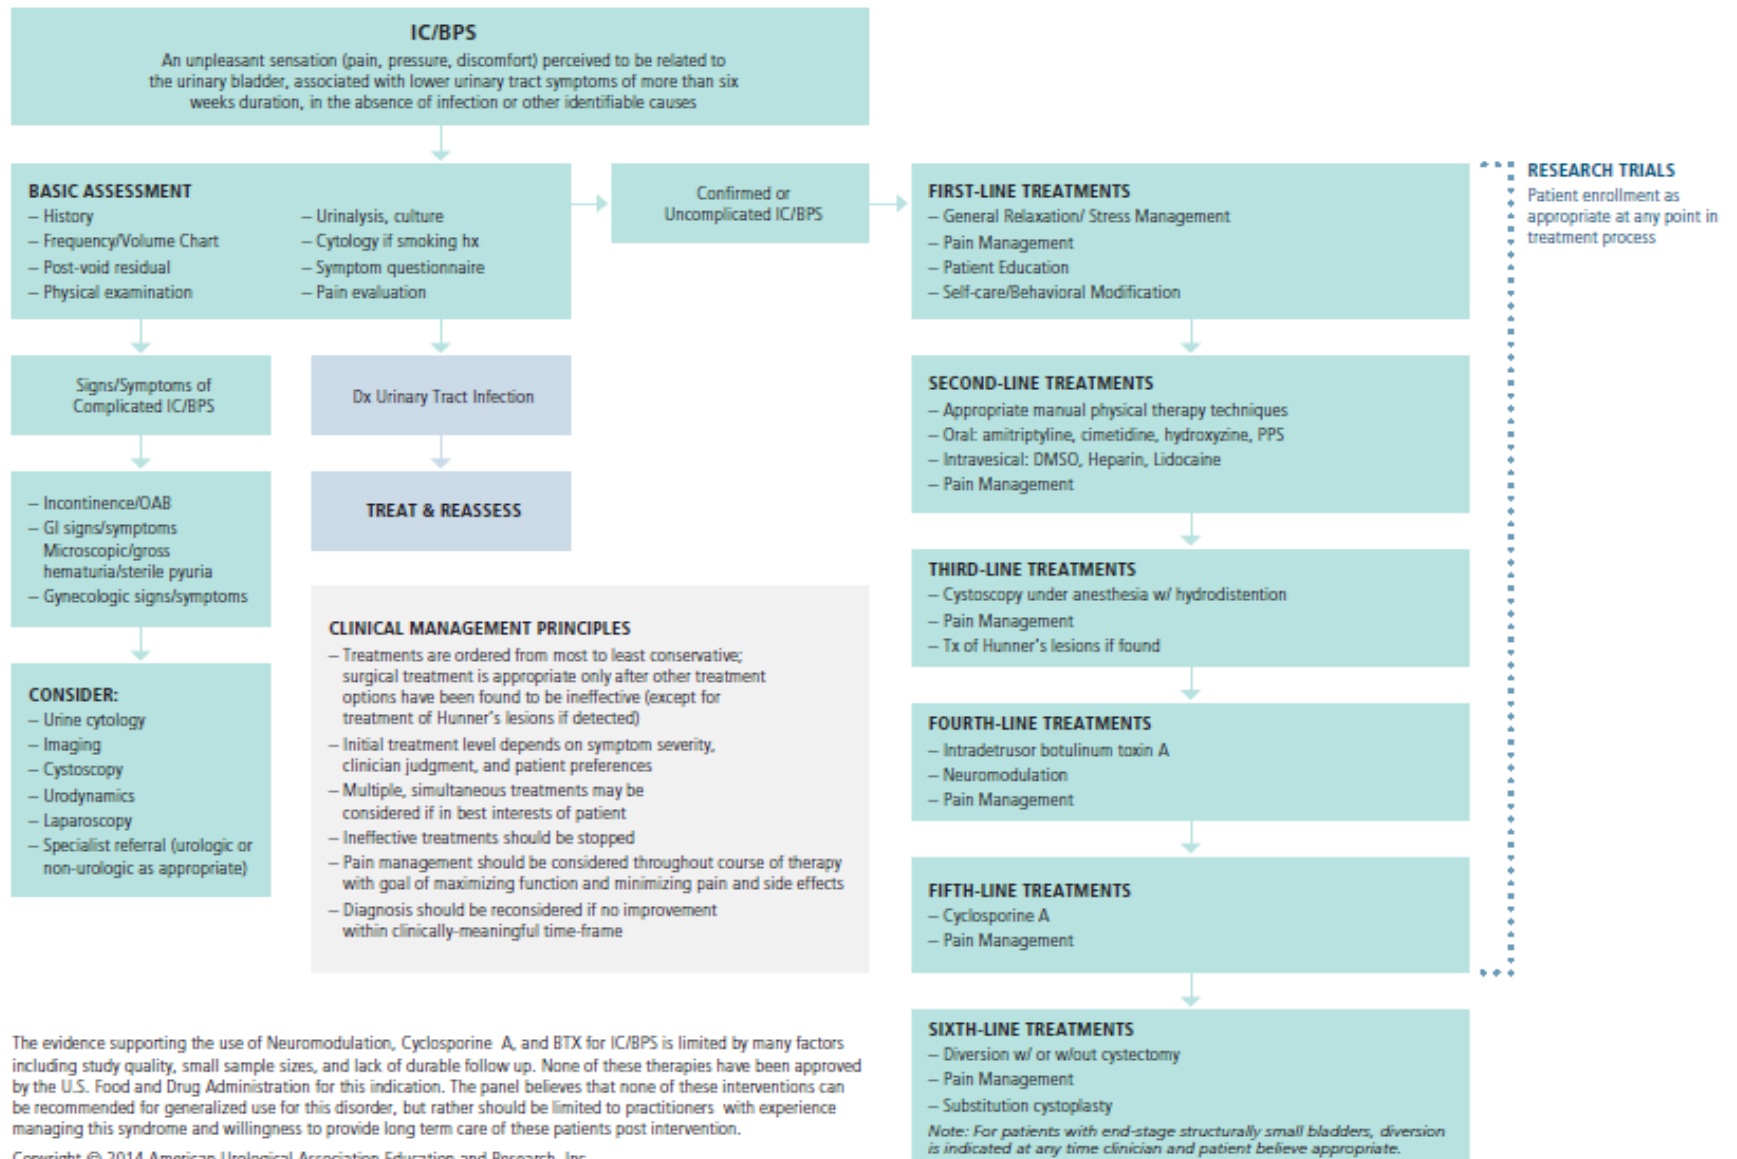 IC/BPS
An unpleasant sensation (pain, pressure, discomfort) perceived to be related to
the urinary bladder, associated with lower urinary tract symptoms of more than six
weeks duration, in the absence of infection or other identifiable causes
BASIC ASSESSMENT
– History
– Frequency/Volume Chart
– Post-void residual
– Physical examination
– Urinalysis, culture
– Cytology if smoking hx
– Symptom questionnaire
– Pain evaluation
Confirmed or
Uncomplicated IC/BPS
Signs/Symptoms of
Complicated IC/BPS
– Incontinence/OAB
– GI signs/symptoms
Microscopic/gross
hematuria/sterile pyuria
– Gynecologic signs/symptoms
CONSIDER:
– Urine cytology
– Imaging
– Cystoscopy
– Urodynamics
– Laparoscopy
– Specialist referral (urologic or
non-urologic as appropriate)
Dx Urinary Tract Infection
TREAT & REASSESS
CLINICAL MANAGEMENT PRINCIPLES
– Treatments are ordered from most to least conservative;
surgical treatment is appropriate only after other treatment
options have been found to be ineffective (except for
treatment of Hunner's lesions if detected)
– Initial treatment level depends on symptom severity,
clinician judgment, and patient preferences
– Multiple, simultaneous treatments may be
considered if in best interests of patient
– Ineffective treatments should be stopped
– Pain management should be considered throughout course of therapy
with goal of maximizing function and minimizing pain and side effects
– Diagnosis should be reconsidered if no improvement
within clinically-meaningful time-frame
FIRST-LINE TREATMENTS
– General Relaxation/ Stress Management
– Pain Management
– Patient Education
– Self-care/Behavioral Modification
SECOND-LINE TREATMENTS
– Appropriate manual physical therapy techniques
– Oral: amitriptyline, cimetidine, hydroxyzine, PPS
– Intravesical: DMSO, Heparin, Lidocaine
– Pain Management
THIRD-LINE TREATMENTS
– Cystoscopy under anesthesia w/ hydrodistention
– Pain Management
– Tx of Hunner's lesions if found
FOURTH-LINE TREATMENTS
– Intradetrusor botulinum toxin A
– Neuromodulation
– Pain Management
FIFTH-LINE TREATMENTS
– Cyclosporine A
– Pain Management
SIXTH-LINE TREATMENTS
– Diversion w/ or w/out cystectomy
– Pain Management
– Substitution cystoplasty
Note: For patients with end-stage structurally small bladders, diversion
is indicated at any time clinician and patient believe appropriate.
RESEARCH TRIALS
Patient enrollment as
appropriate at any point in
treatment process
The evidence supporting the use of Neuromodulation, Cyclosporine A, and BTX for IC/BPS is limited by many factors
including study quality, small sample sizes, and lack of durable follow up. None of these therapies have been approved
by the U.S. Food and Drug Administration for this indication. The panel believes that none of these interventions can
be recommended for generalized use for this disorder, but rather should be limited to practitioners with experience
managing this syndrome and willingness to provide long term care of these patients post intervention.
Copyright © 2014 American Urological Association Education and Research, Inc.